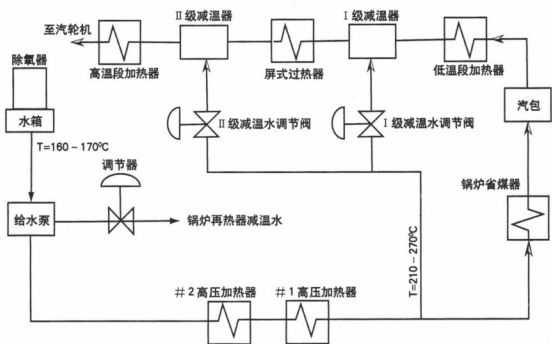 至汽轮机
Ⅱ级减温器
Ⅰ级减温器
除氧器
高温段加热器
屏式过热器
低温段加热器
汽包
水箱
Ⅱ级减温水调节阀
Ⅰ级减温水调节阀
T=160~170℃
调节器
锅炉省煤器
给水泵
锅炉再热器减温水
T=210~270℃
#2高压加热器
#1高压加热器